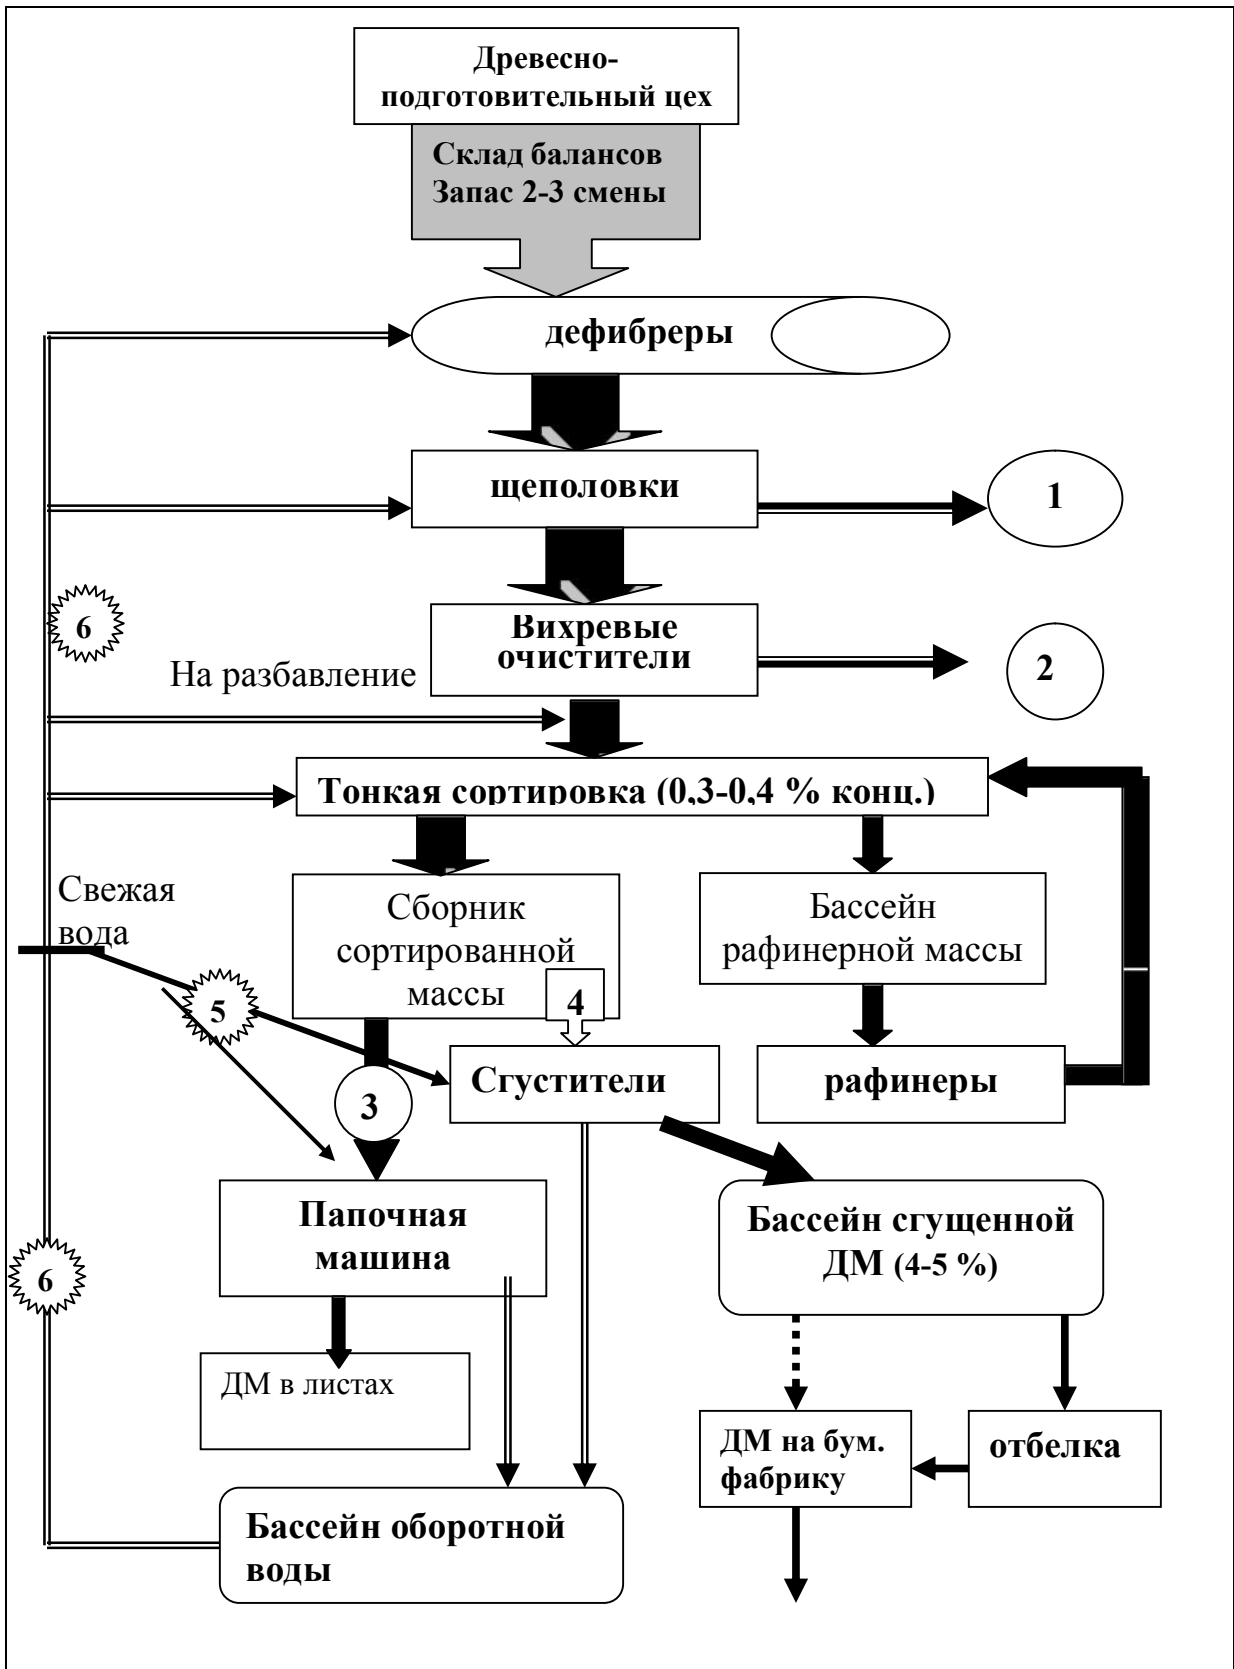 Древесно-
подготовительный цех
Склад балансов
Запас 2-3 смены
дефибреры
щеполовки
1
6
Вихревые
очистители
2
На разбавление
Тонкая сортировка (0,3-0,4 % конц.)
Свежая
вода
Сборник
сортированной
массы
4
Бассейн
рафинерной массы
5
Сгустители
рафинеры
3
Папочная
машина
Бассейн сгущенной
ДМ (4-5 %)
6
ДМ в листах
ДМ на бум.
фабрику
отбелка
Бассейн оборотной
воды